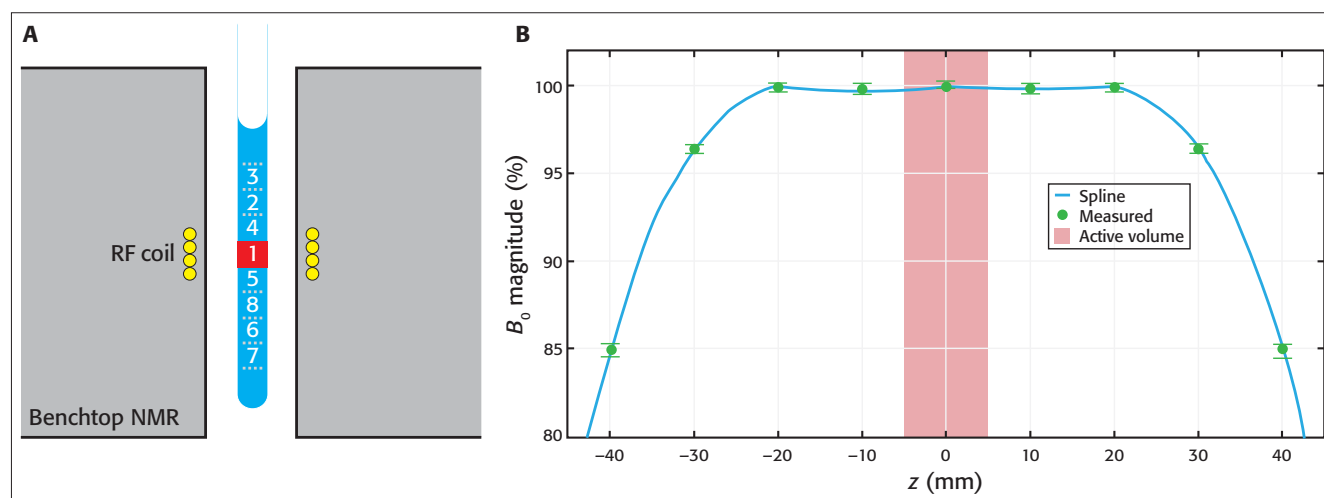 A
3
2
4
1
5
8
6
7
RF coil
Benchtop NMR
B
100
95
90
85
80
B₀ magnitude (%)
Spline
Measured
Active volume
−40 −30 −20 −10 0 10 20 30 40
z (mm)